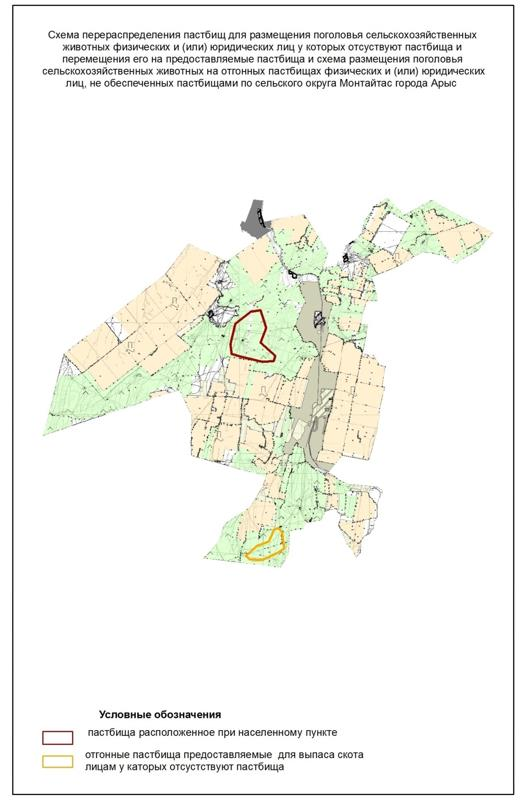 Схема перераспределения пастбищ для размещения поголовья сельскохозяйственных
животных физических и (или) юридических лиц у которых отсуствуют пастбища и
перемещения его на предоставляемые пастбища и схема размещения поголовья
сельскохозяйственных животных на отгонных пастбищах физических и (или) юридических
лиц, не обеспеченных пастбищами по сельского округа Монтайтас города Арыс
Условные обозначения
пастбища расположенное при населенному пункте
отгонные пастбища предоставляемые для выпаса скота
лицам у которых отсустствуют пастбища